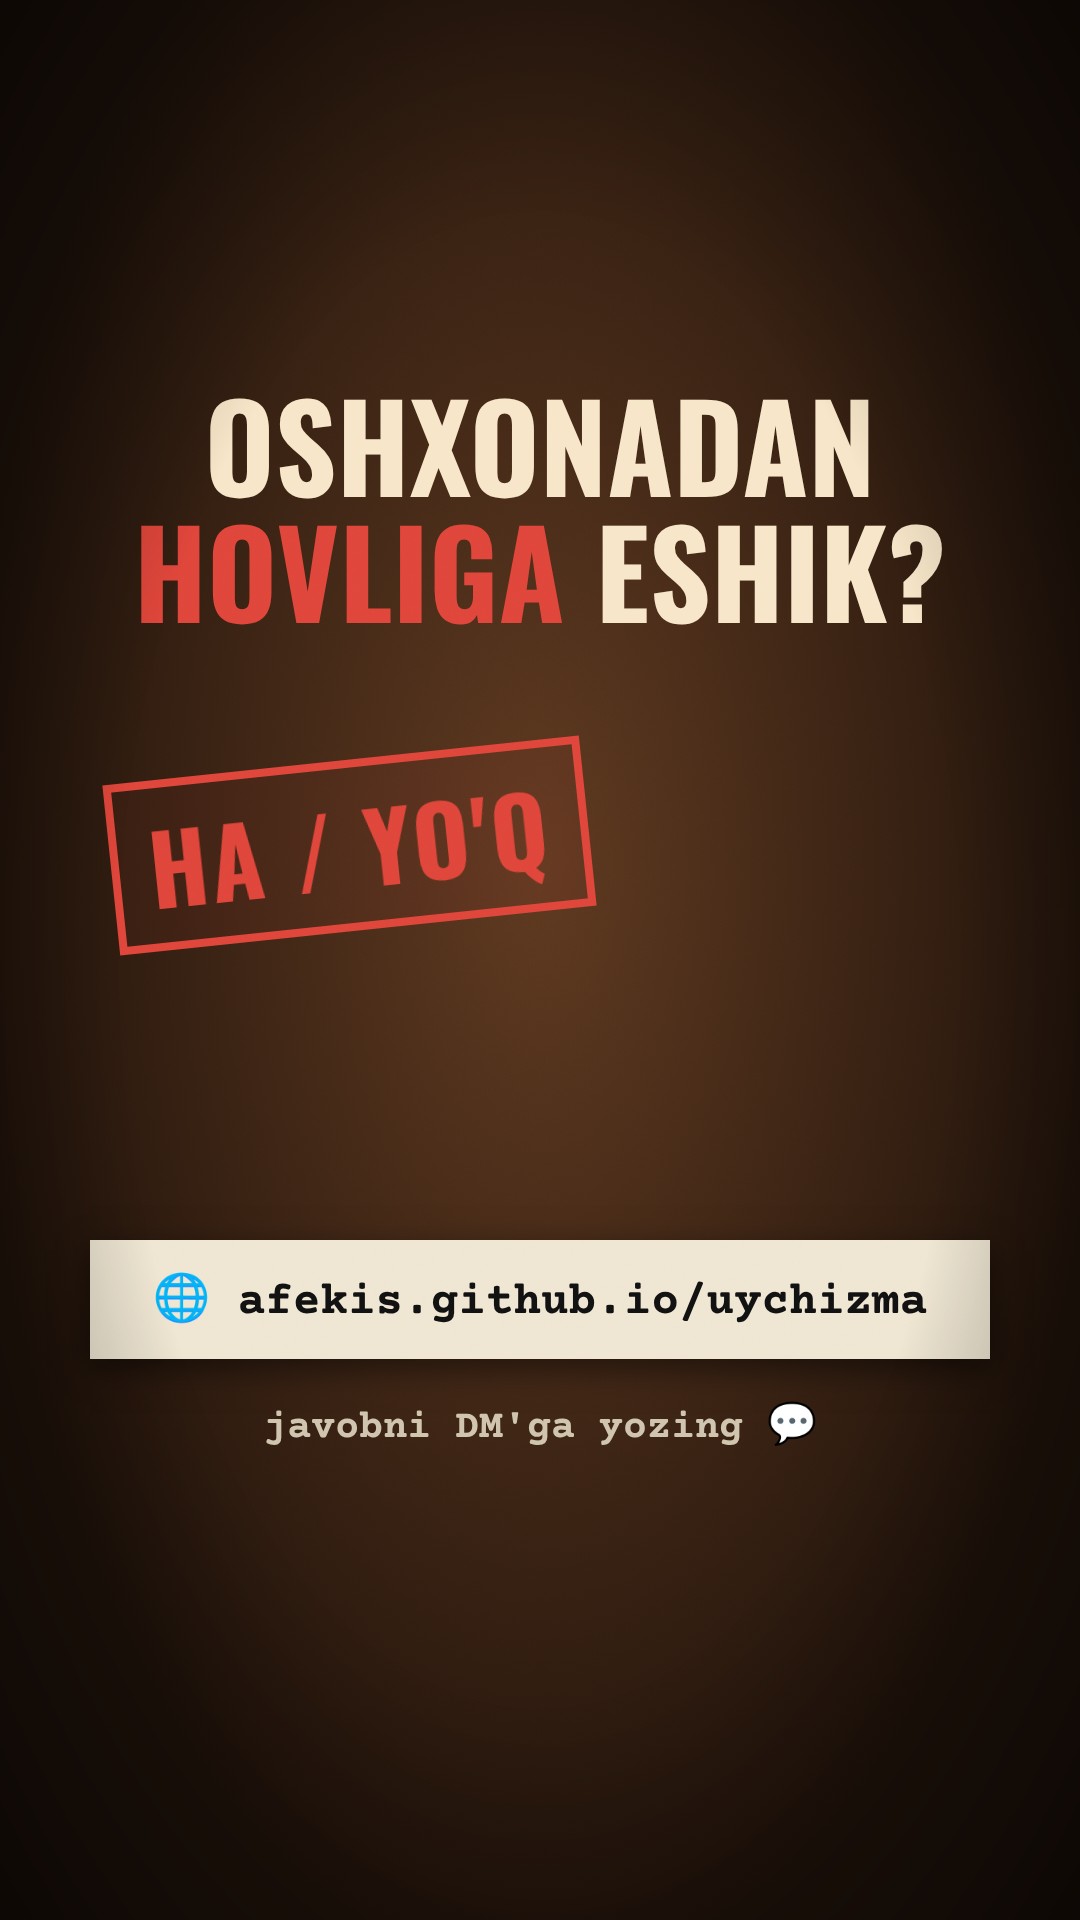 OSHXONADAN
HOVLIGA ESHIK?
HA / YO'Q
🌐 afekis.github.io/uychizma
javobni DM'ga yozing 💬